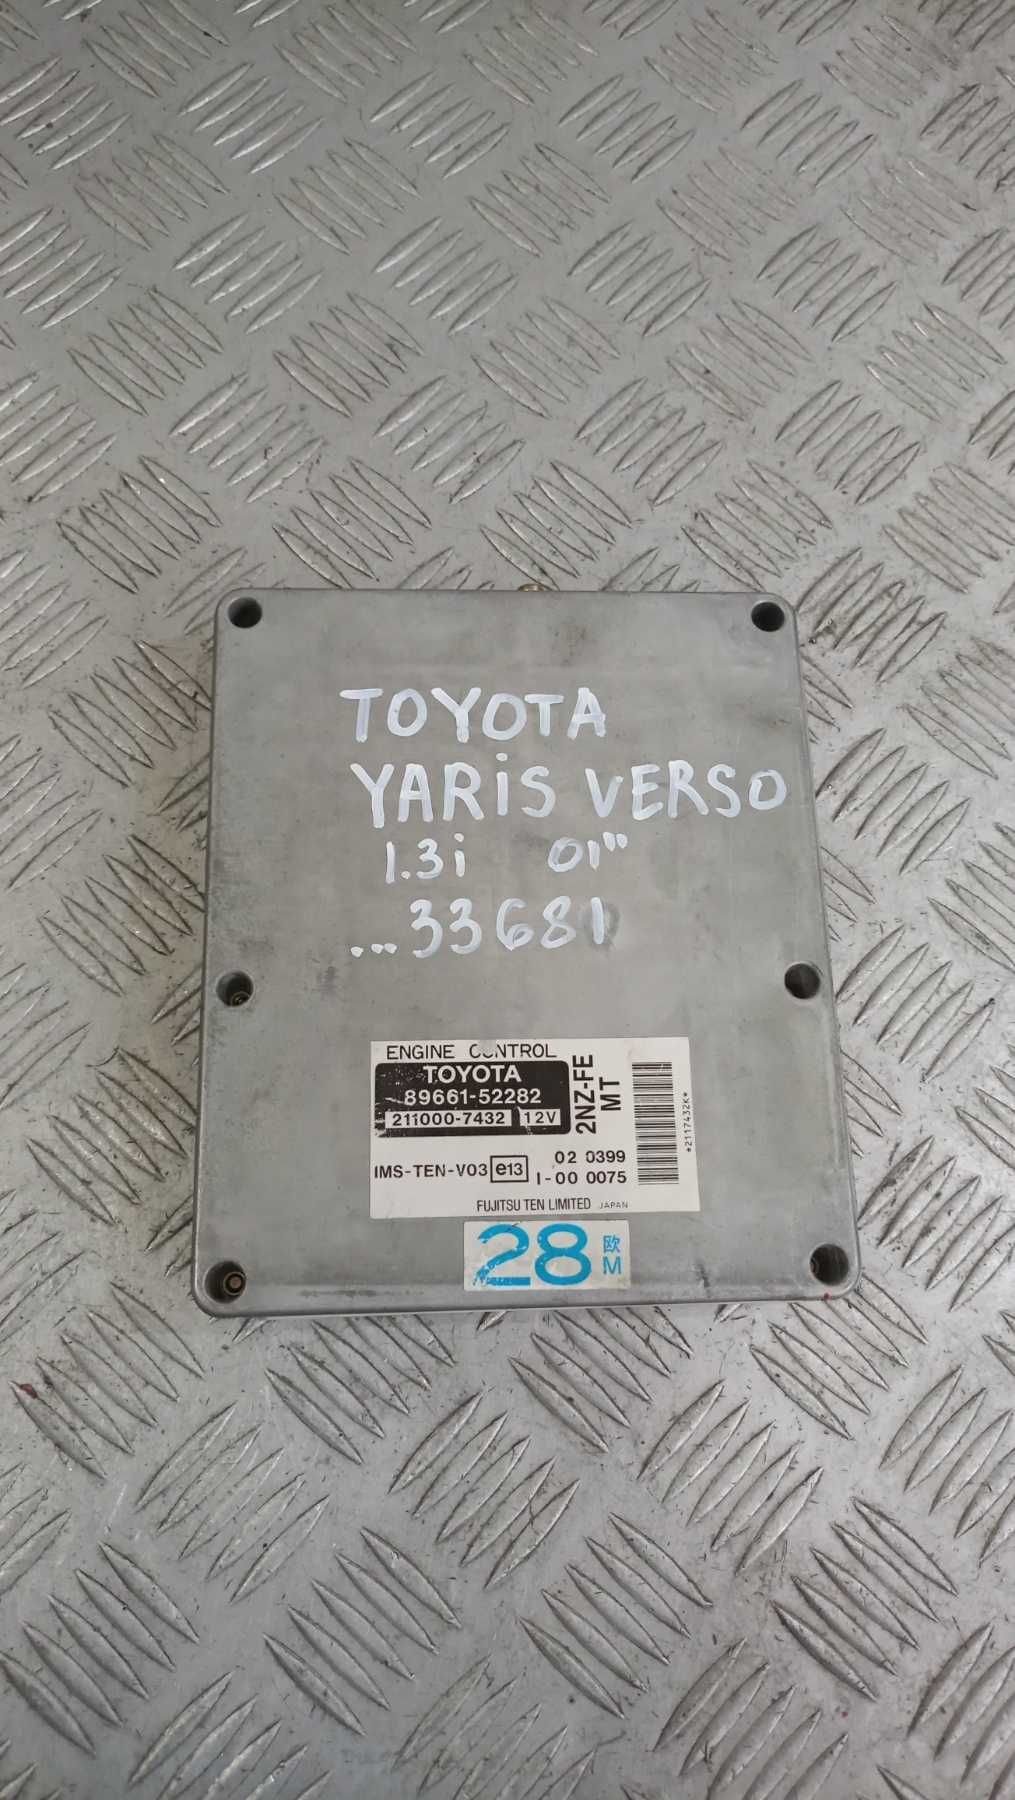 TOYOTA
YARiS VERSO
1.3i 01"
...33681
ENGINE CONTROL
TOYOTA
89661-52282
211000-7432 12V
2NZ-FE
MT
IMS-TEN-V03 e13
02 0399
I-00 0075
*2117432K*
FUJITSU TEN LIMITED JAPAN
28 欧
M